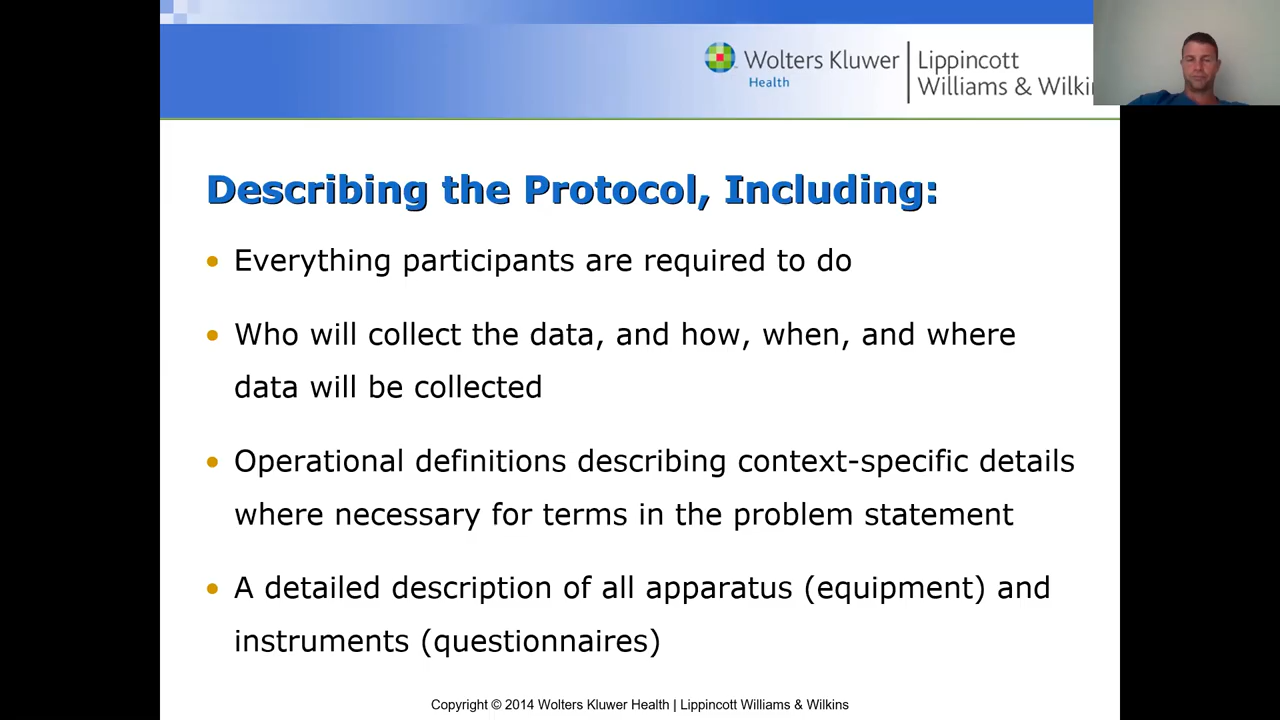 Wolters Kluwer
Health
Lippincott
Williams & Wilki
Describing the Protocol, Including:
• Everything participants are required to do
• Who will collect the data, and how, when, and where
data will be collected
• Operational definitions describing context-specific details
where necessary for terms in the problem statement
• A detailed description of all apparatus (equipment) and
instruments (questionnaires)
Copyright © 2014 Wolters Kluwer Health | Lippincott Williams & Wilkins